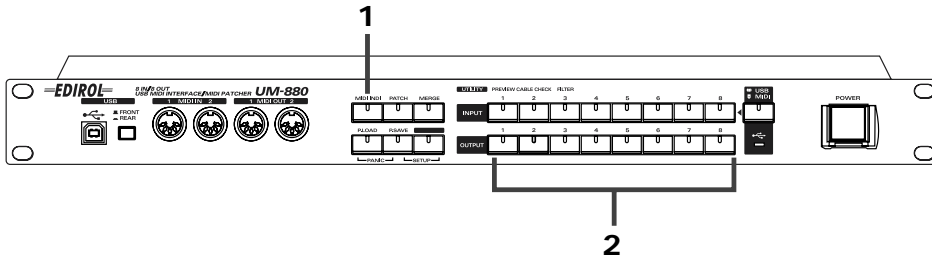 1
EDIROL
8 IN/8 OUT
USB MIDI INTERFACE/MIDI PATCHER UM-880
USB
FRONT
REAR
1 MIDI IN 2
1 MIDI OUT 2
MIDI INDI PATCH MERGE
P.LOAD P.SAVE
PANIC SETUP
UTILITY PREVIEW CABLE CHECK FILTER
1 2 3 4 5 6 7 8
INPUT
1 2 3 4 5 6 7 8
OUTPUT
USB
MIDI
POWER
2